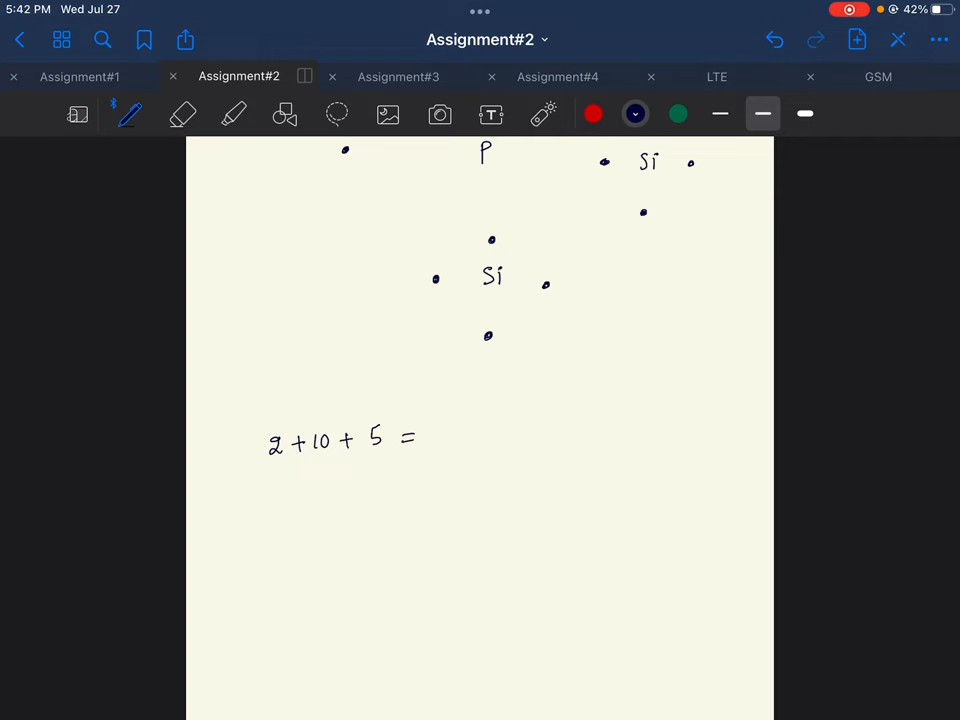 5:42 PM Wed Jul 27
42%
Assignment#2
Assignment#1
Assignment#2
Assignment#3
Assignment#4
LTE
GSM
T
P
Si
Si
2 + 10 + 5 =